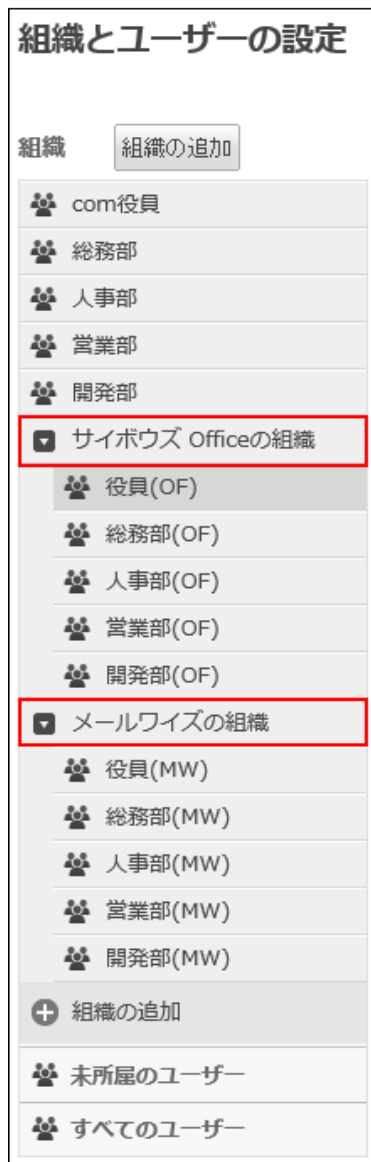 組織とユーザーの設定
組織 組織の追加
com役員
総務部
人事部
営業部
開発部
サイボウズ Officeの組織
役員(OF)
総務部(OF)
人事部(OF)
営業部(OF)
開発部(OF)
メールワイズの組織
役員(MW)
総務部(MW)
人事部(MW)
営業部(MW)
開発部(MW)
組織の追加
未所属のユーザー
すべてのユーザー